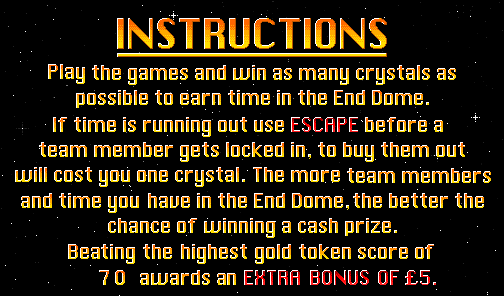 INSTRUCTIONS
Play the games and win as many crystals as
possible to earn time in the End Dome.
If time is running out use ESCAPE before a
team member gets locked in, to buy them out
will cost you one crystal. The more team members
and time you have in the End Dome, the better the
chance of winning a cash prize.
Beating the highest gold token score of
70 awards an EXTRA BONUS OF £5.